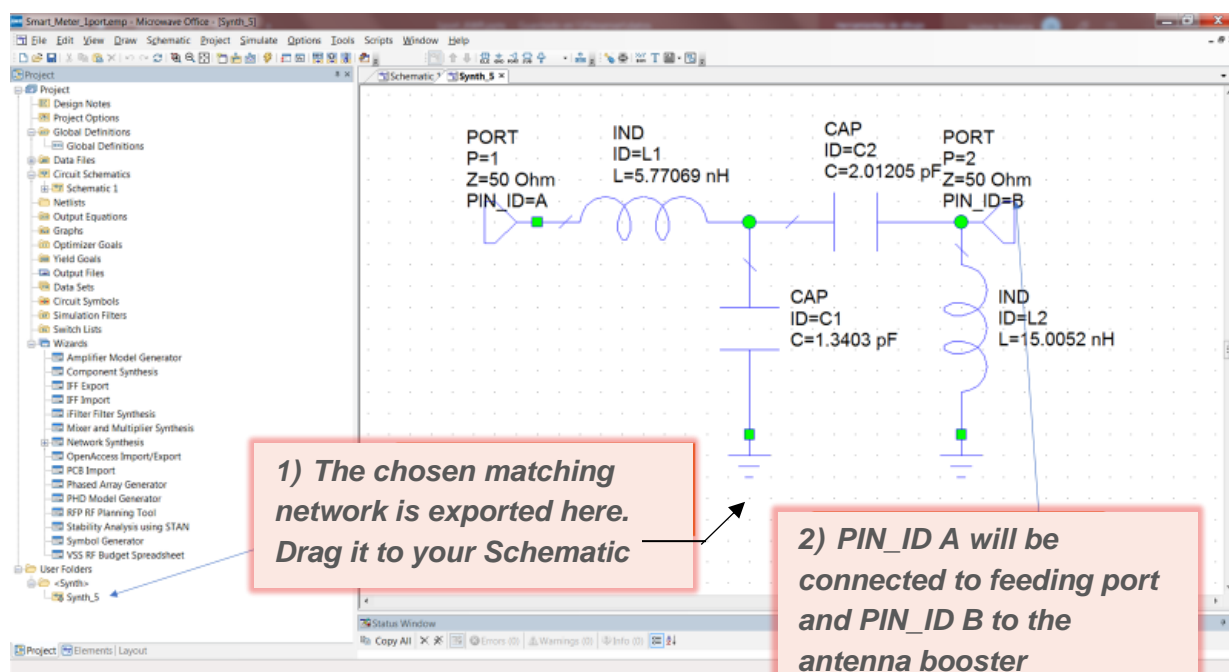 Smart_Meter_1port.emp - Microwave Office - [Synth_5]
File Edit View Draw Schematic Project Simulate Options Tools Scripts Window Help
Project
Schematic 1
Synth_5
Project
Design Notes
Project Options
Global Definitions
Global Definitions
Data Files
Circuit Schematics
Schematic 1
Netlists
Output Equations
Graphs
Optimizer Goals
Yield Goals
Output Files
Data Sets
Circuit Symbols
Simulation Filters
Switch Lists
Wizards
Amplifier Model Generator
Component Synthesis
IFF Export
IFF Import
iFilter Filter Synthesis
Mixer and Multiplier Synthesis
Network Synthesis
OpenAccess Import/Export
PCB Import
Phased Array Generator
PHD Model Generator
RFP RF Planning Tool
Stability Analysis using STAN
Symbol Generator
VSS RF Budget Spreadsheet
User Folders
<Synth>
Synth_5
Project Elements Layout
PORT
P=1
Z=50 Ohm
PIN_ID=A
IND
ID=L1
L=5.77069 nH
CAP
ID=C2
C=2.01205 pF
PORT
P=2
Z=50 Ohm
PIN_ID=B
CAP
ID=C1
C=1.3403 pF
IND
ID=L2
L=15.0052 nH
1) The chosen matching
network is exported here.
Drag it to your Schematic
2) PIN_ID A will be
connected to feeding port
and PIN_ID B to the
antenna booster
Status Window
Copy All Errors (0) Warnings (0) Info (0)